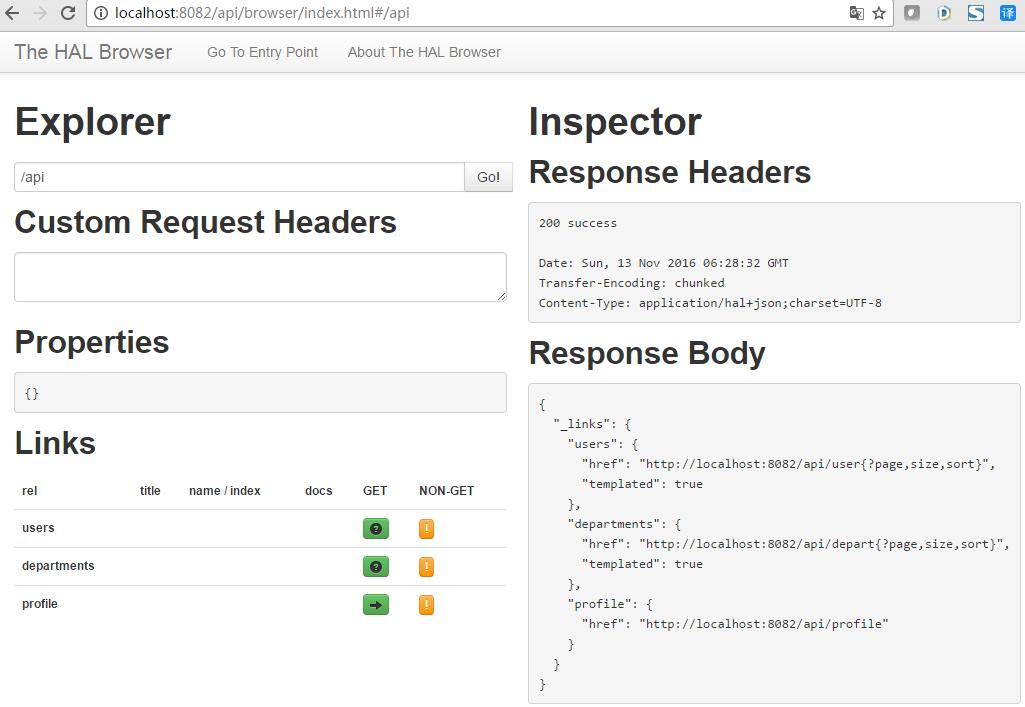 localhost:8082/api/browser/index.html#/api
The HAL Browser Go To Entry Point About The HAL Browser
Explorer
/api Go!
Custom Request Headers
Properties
{}
Links
rel title name / index docs GET NON-GET
users ? !
departments ? !
profile !
Inspector
Response Headers
200 success
Date: Sun, 13 Nov 2016 06:28:32 GMT
Transfer-Encoding: chunked
Content-Type: application/hal+json;charset=UTF-8
Response Body
{
"_links": {
"users": {
"href": "http://localhost:8082/api/user{?page,size,sort}",
"templated": true
},
"departments": {
"href": "http://localhost:8082/api/depart{?page,size,sort}",
"templated": true
},
"profile": {
"href": "http://localhost:8082/api/profile"
}
}
}